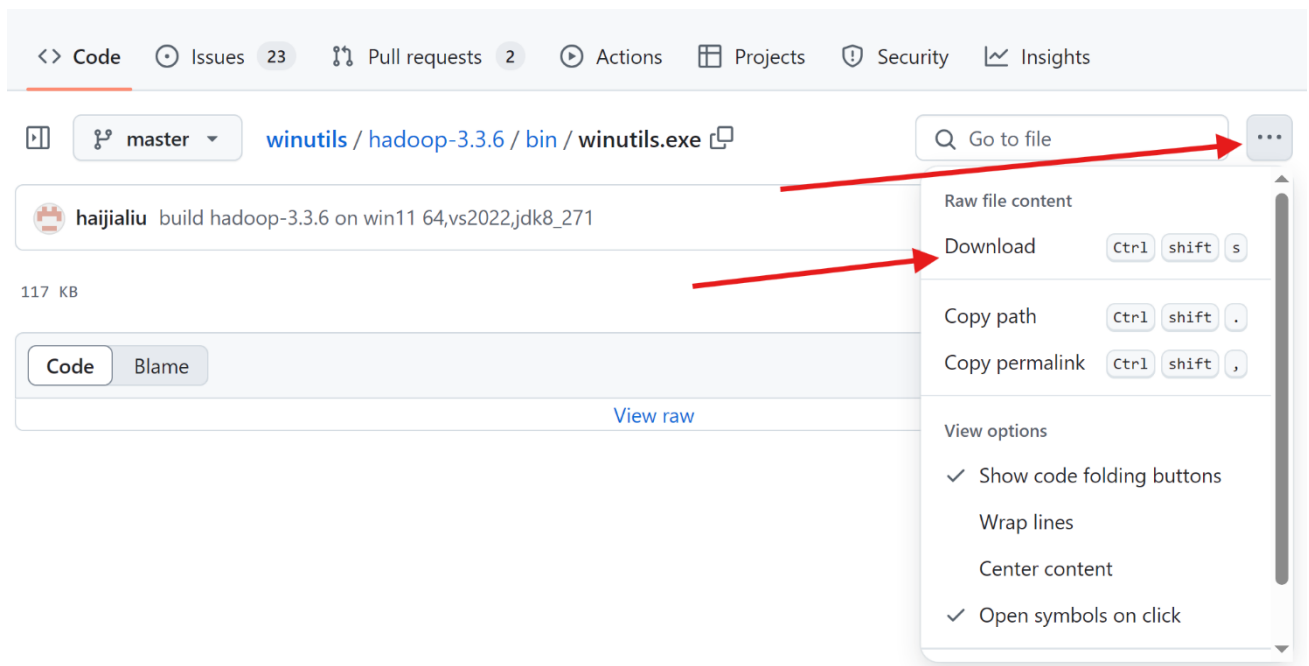 <> Code Issues 23 Pull requests 2 Actions Projects Security Insights
master winutils / hadoop-3.3.6 / bin / winutils.exe Go to file ...
haijialiu build hadoop-3.3.6 on win11 64,vs2022,jdk8_271
117 KB
Code Blame
View raw
Raw file content
Download Ctrl shift s
Copy path Ctrl shift .
Copy permalink Ctrl shift ,
View options
Show code folding buttons
Wrap lines
Center content
Open symbols on click